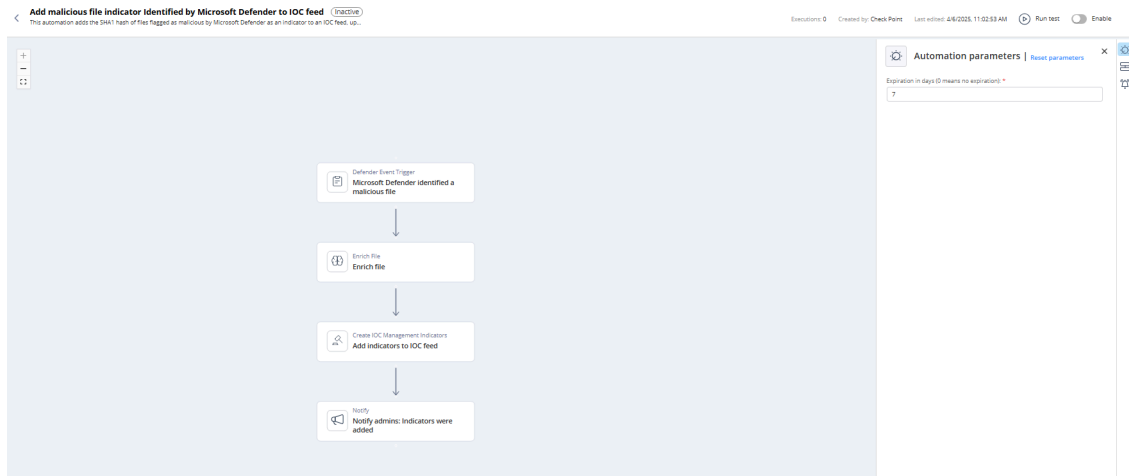 Add malicious file indicator Identified by Microsoft Defender to IOC feed
Inactive
This automation adds the SHA1 hash of files flagged as malicious by Microsoft Defender as an indicator to an IOC feed, up...
Executions: 0
Created by: Check Point
Last edited: 4/6/2025, 11:02:53 AM
Run test
Enable
Automation parameters | Reset parameters
Expiration in days (0 means no expiration): *
7
Defender Event Trigger
Microsoft Defender identified a
malicious file
Enrich File
Enrich file
Create IOC Management Indicators
Add indicators to IOC feed
Notify
Notify admins: Indicators were
added